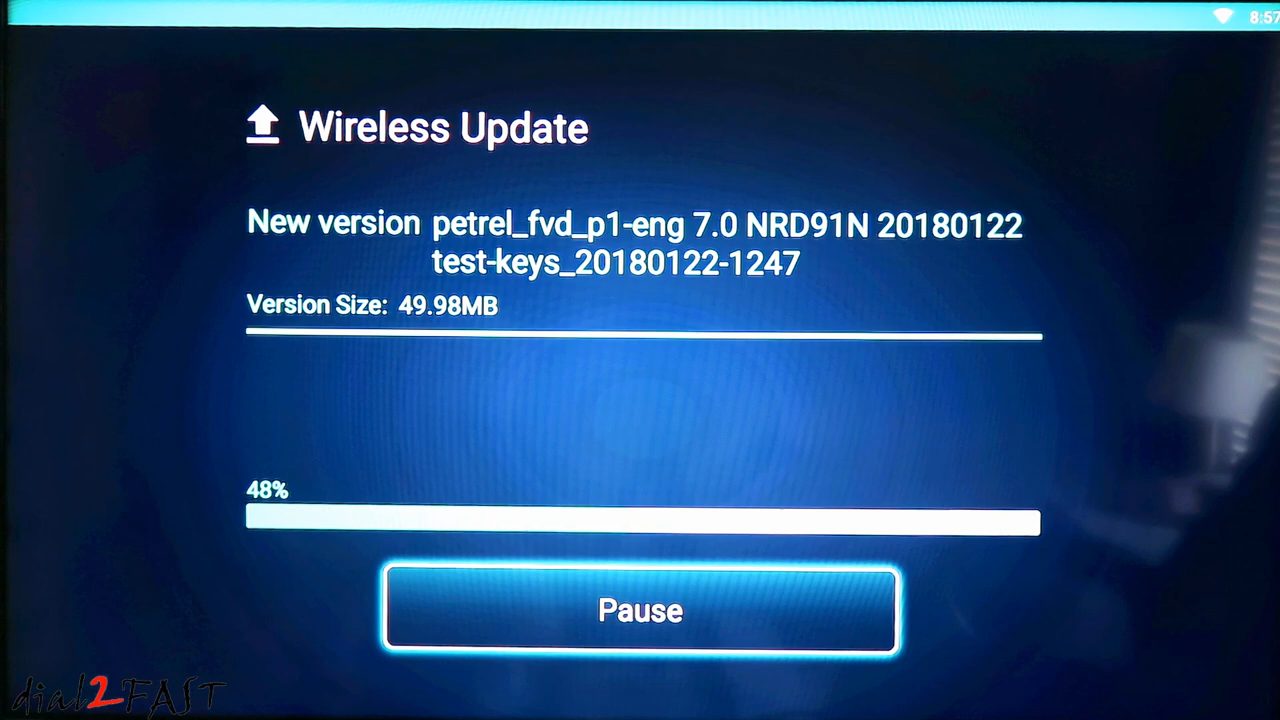 8:57
Wireless Update
New version petrel_fvd_p1-eng 7.0 NRD91N 20180122
test-keys_20180122-1247
Version Size: 49.98MB
48%
Pause
dial2FAST